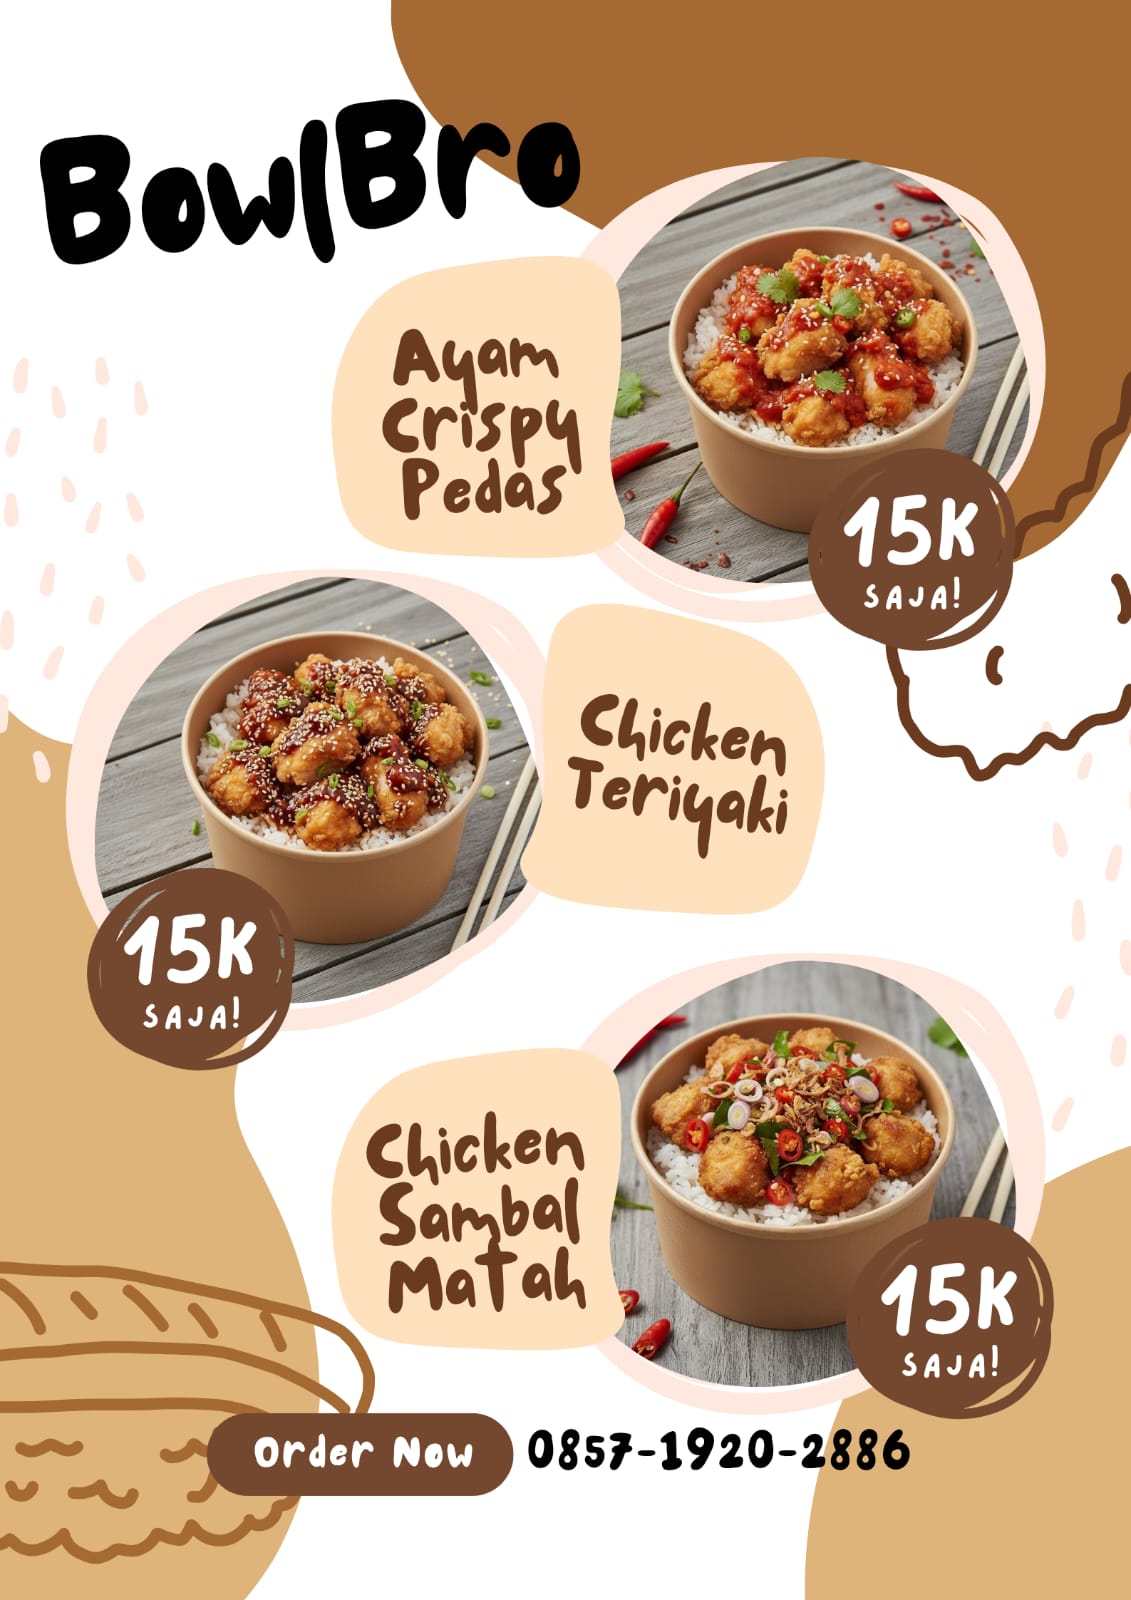 BowlBro
Ayam
Crispy
Pedas
15K
SAJA!
Chicken
Teriyaki
15K
SAJA!
Chicken
Sambal
Matah
15K
SAJA!
Order Now 0857-1920-2886